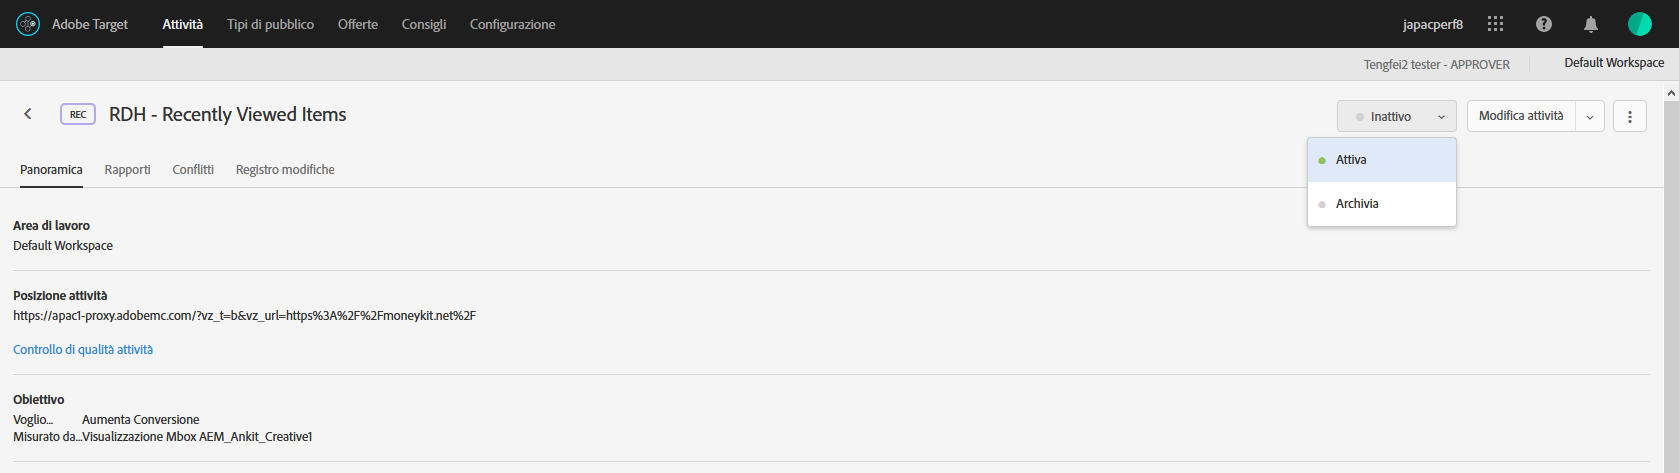 Adobe Target Attività Tipi di pubblico Offerte Consigli Configurazione japacperf8
Tengfei2 tester - APPROVER Default Workspace
REC RDH - Recently Viewed Items Inattivo Modifica attività
Attiva
Archivia
Panoramica Rapporti Conflitti Registro modifiche
Area di lavoro
Default Workspace
Posizione attività
https://apac1-proxy.adobemc.com/?vz_t=b&vz_url=https%3A%2F%2Fmoneykit.net%2F
Controllo di qualità attività
Obiettivo
Voglio... Aumenta Conversione
Misurato da...Visualizzazione Mbox AEM_Ankit_Creative1